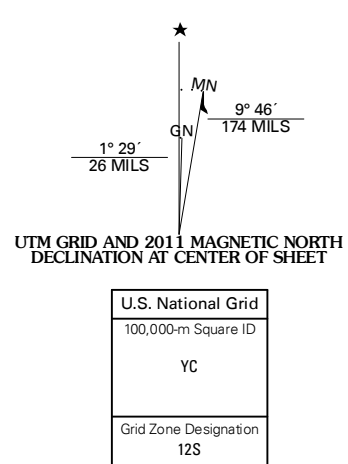 ★
MN
9° 46´
174 MILS
GN
1° 29´
26 MILS
UTM GRID AND 2011 MAGNETIC NORTH
DECLINATION AT CENTER OF SHEET
U.S. National Grid
100,000-m Square ID
YC
Grid Zone Designation
12S